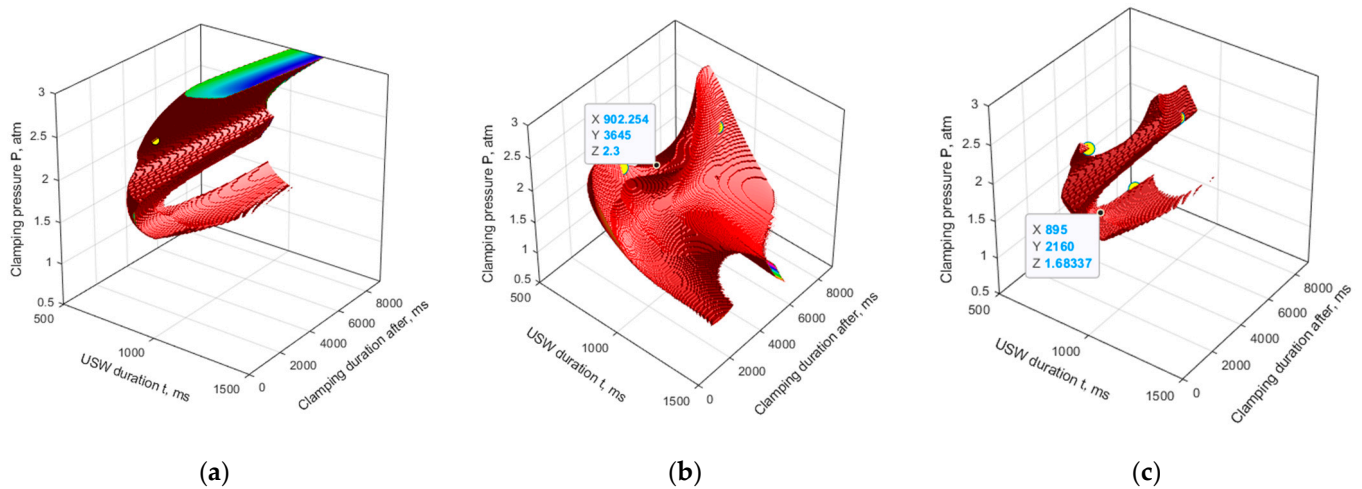 3
2.5
2
1.5
1
0.5
500
1000
1500
0
2000
4000
6000
8000
Clamping pressure P, atm
USW duration t, ms
Clamping duration after, ms
(a)
X 902.254
Y 3645
Z 2.3
3
2.5
2
1.5
1
0.5
500
1000
1500
0
2000
4000
6000
8000
Clamping pressure P, atm
USW duration t, ms
Clamping duration after, ms
(b)
X 895
Y 2160
Z 1.68337
3
2.5
2
1.5
1
0.5
500
1000
1500
0
2000
4000
6000
8000
Clamping pressure P, atm
USW duration t, ms
Clamping duration after, ms
(c)